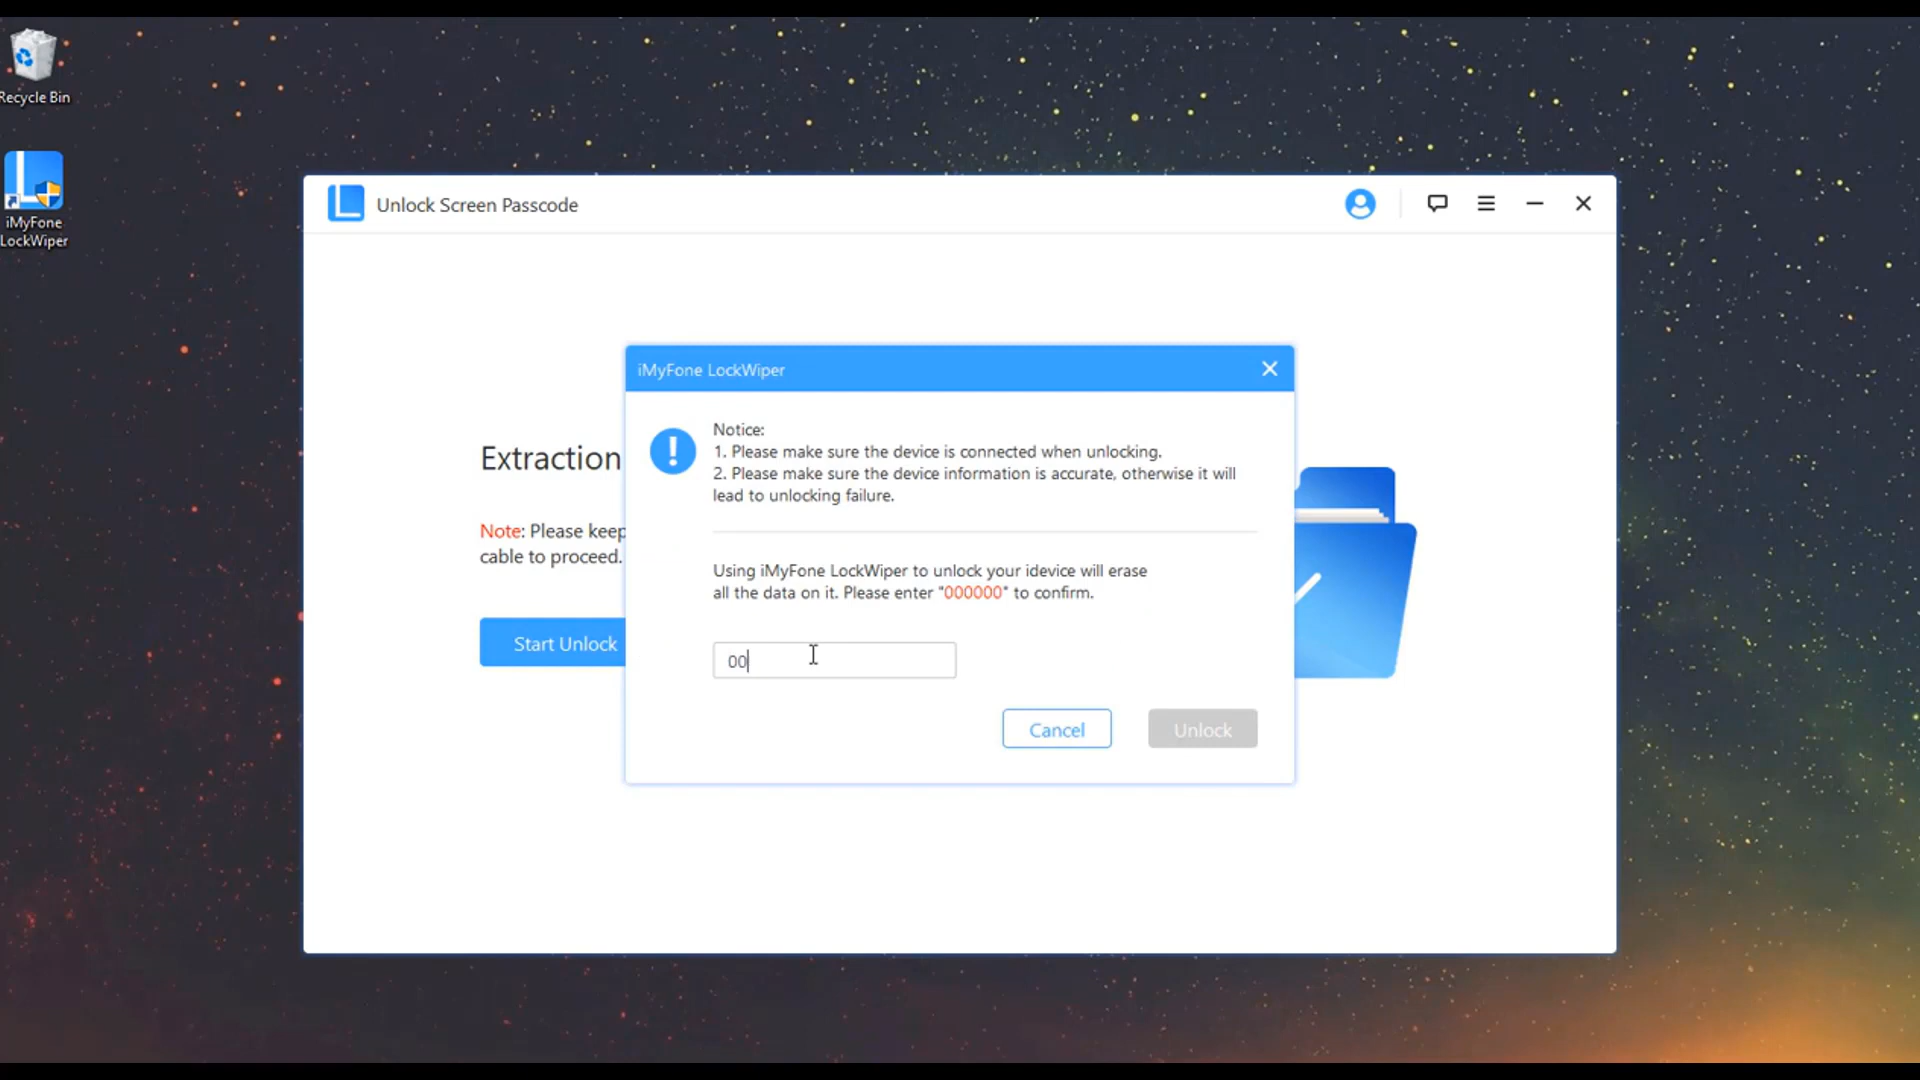 Recycle Bin
iMyFone
LockWiper
Unlock Screen Passcode
Extraction
Note: Please keep
cable to proceed.
Start Unlock
iMyFone LockWiper
Notice:
1. Please make sure the device is connected when unlocking.
2. Please make sure the device information is accurate, otherwise it will
lead to unlocking failure.
Using iMyFone LockWiper to unlock your idevice will erase
all the data on it. Please enter "000000" to confirm.
00
Cancel
Unlock